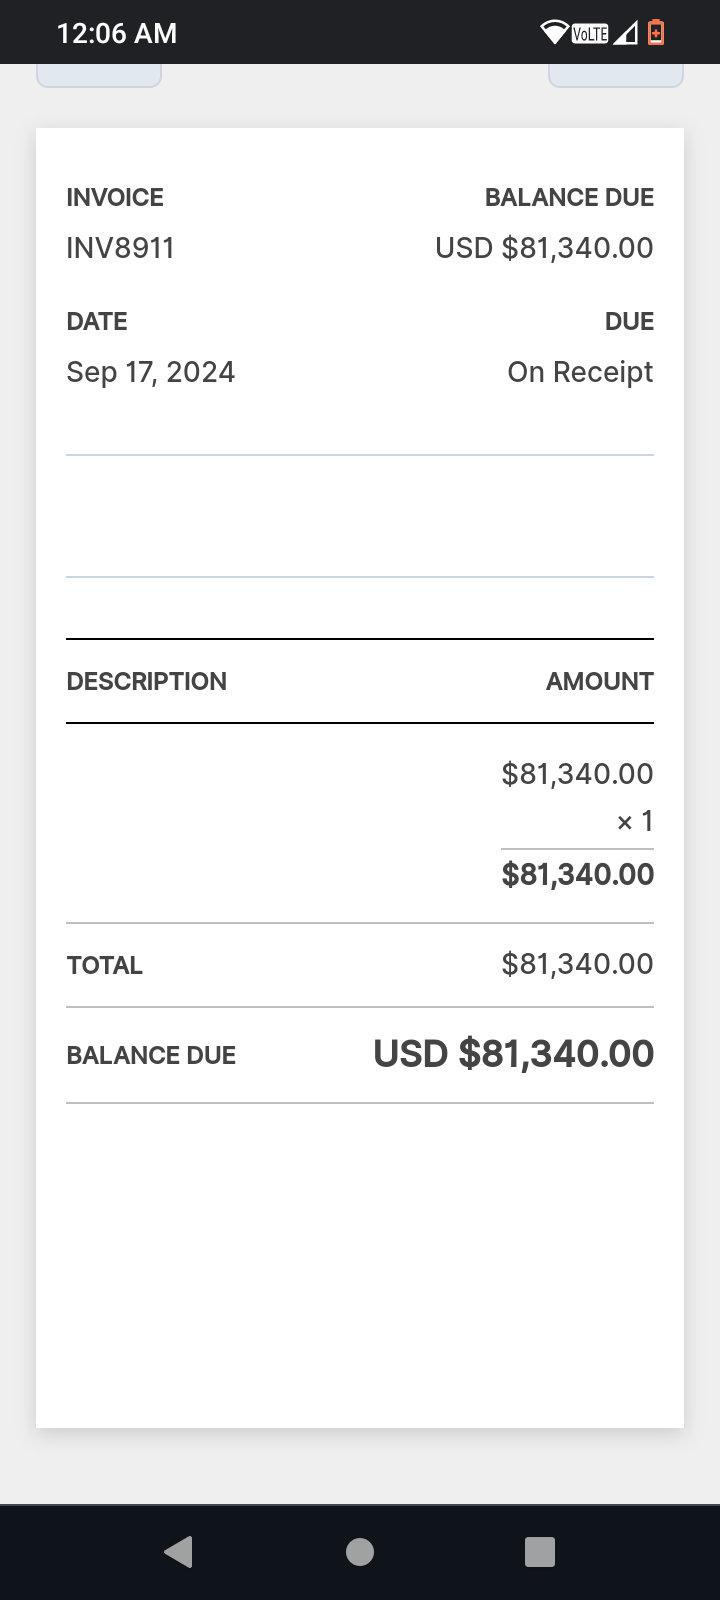 12:06 AM VoLTE
INVOICE BALANCE DUE
INV8911 USD $81,340.00
DATE DUE
Sep 17, 2024 On Receipt
DESCRIPTION AMOUNT
$81,340.00
× 1
$81,340.00
TOTAL $81,340.00
BALANCE DUE USD $81,340.00